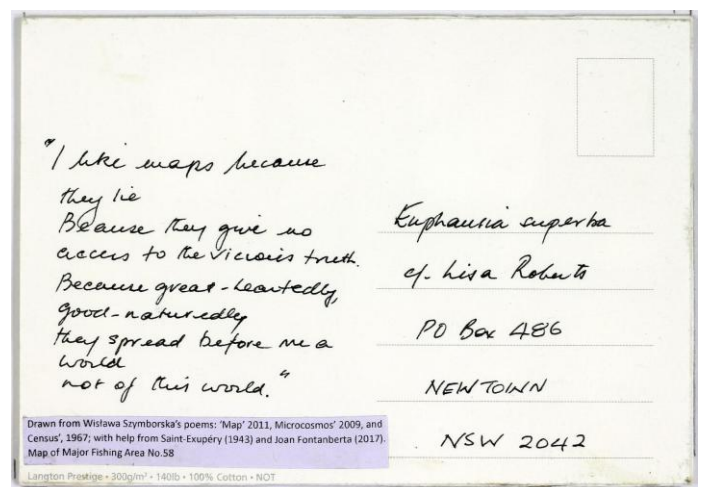 "I like maps because
they lie
Because they give no
access to the vicious truth.
Because great-heartedly,
good-naturedly
they spread before me a
world
not of this world."
Euphausia superba
c/. Lisa Roberts
PO Box 486
NEWTOWN
NSW 2042
Drawn from Wisława Szymborska's poems: 'Map' 2011, Microcosmos' 2009, and
Census', 1967; with help from Saint-Exupéry (1943) and Joan Fontanberta (2017).
Map of Major Fishing Area No.58
Langton Prestige • 300g/m² • 140lb • 100% Cotton • NOT